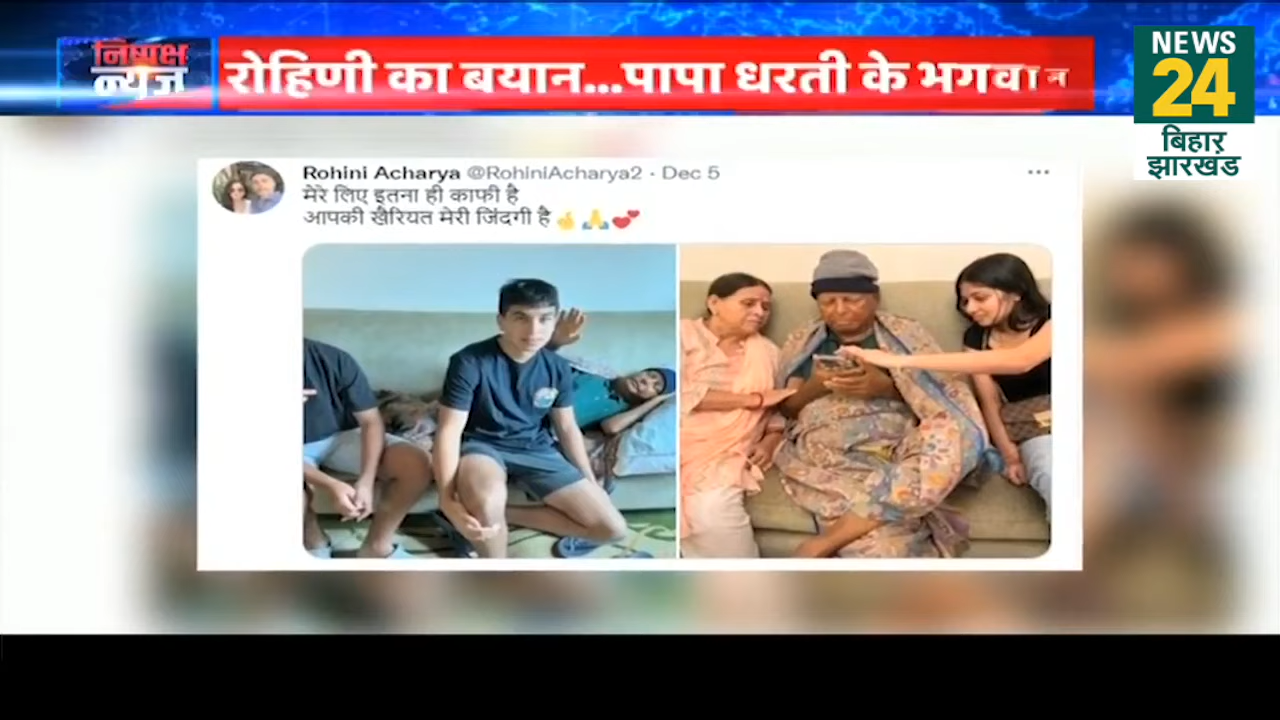 निष्पक्ष
न्यूज
रोहिणी का बयान...पापा धरती के भगवान
NEWS
24
बिहार
झारखंड
Rohini Acharya @RohiniAcharya2 · Dec 5
मेरे लिए इतना ही काफी है
आपकी खैरियत मेरी जिंदगी है🤞🙏💕